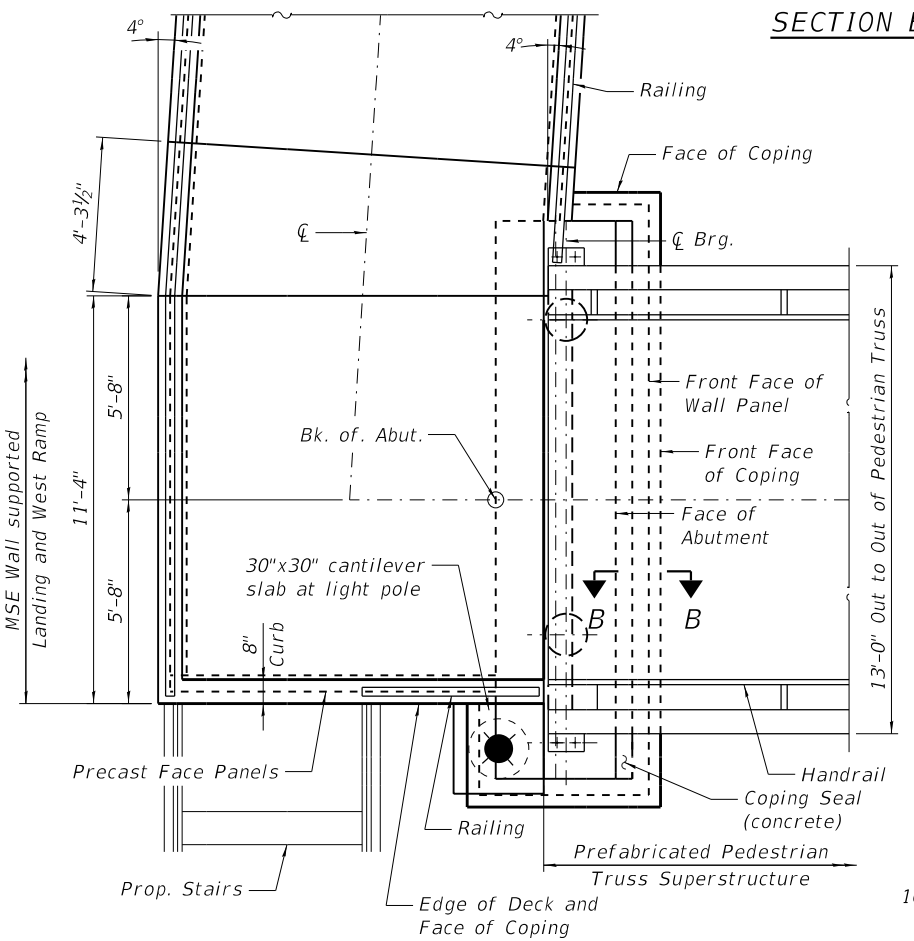 SECTION B
4°
4°
Railing
Face of Coping
4'-3½"
℄
℄ Brg.
5'-8"
Front Face of
Wall Panel
MSE Wall supported
Landing and West Ramp
11'-4"
Bk. of. Abut.
Front Face
of Coping
Face of
Abutment
30"x30" cantilever
slab at light pole
13'-0" Out to Out of Pedestrian Truss
5'-8"
8"
Curb
B
B
Precast Face Panels
Handrail
Coping Seal
(concrete)
Railing
Prefabricated Pedestrian
Truss Superstructure
Prop. Stairs
Edge of Deck and
Face of Coping